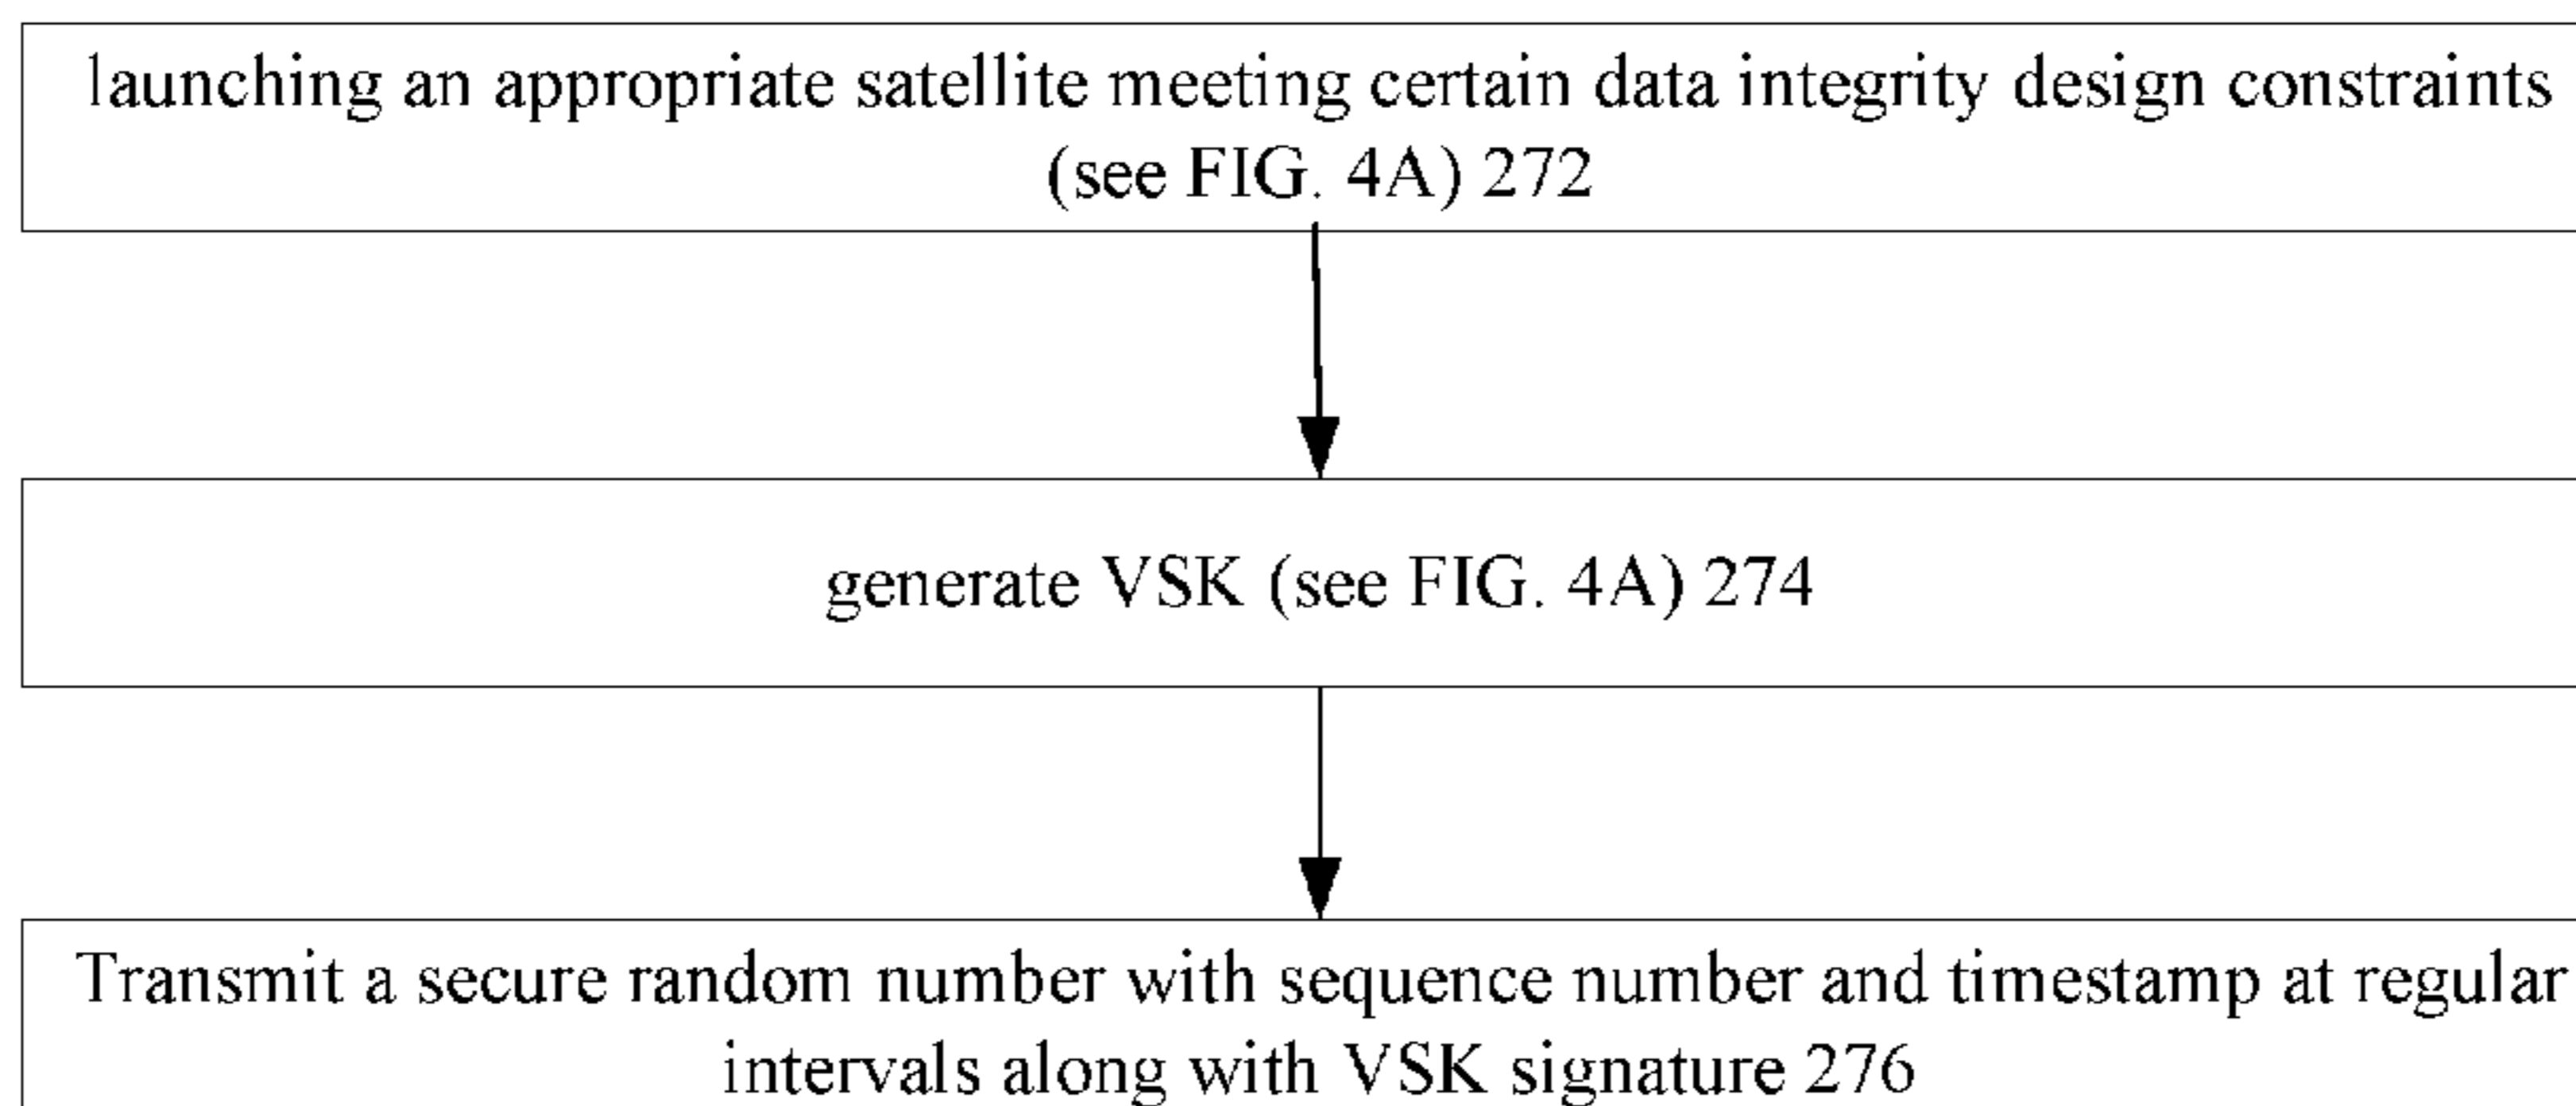 launching an appropriate satellite meeting certain data integrity design constraints
(see FIG. 4A) 272
generate VSK (see FIG. 4A) 274
Transmit a secure random number with sequence number and timestamp at regular
intervals along with VSK signature 276